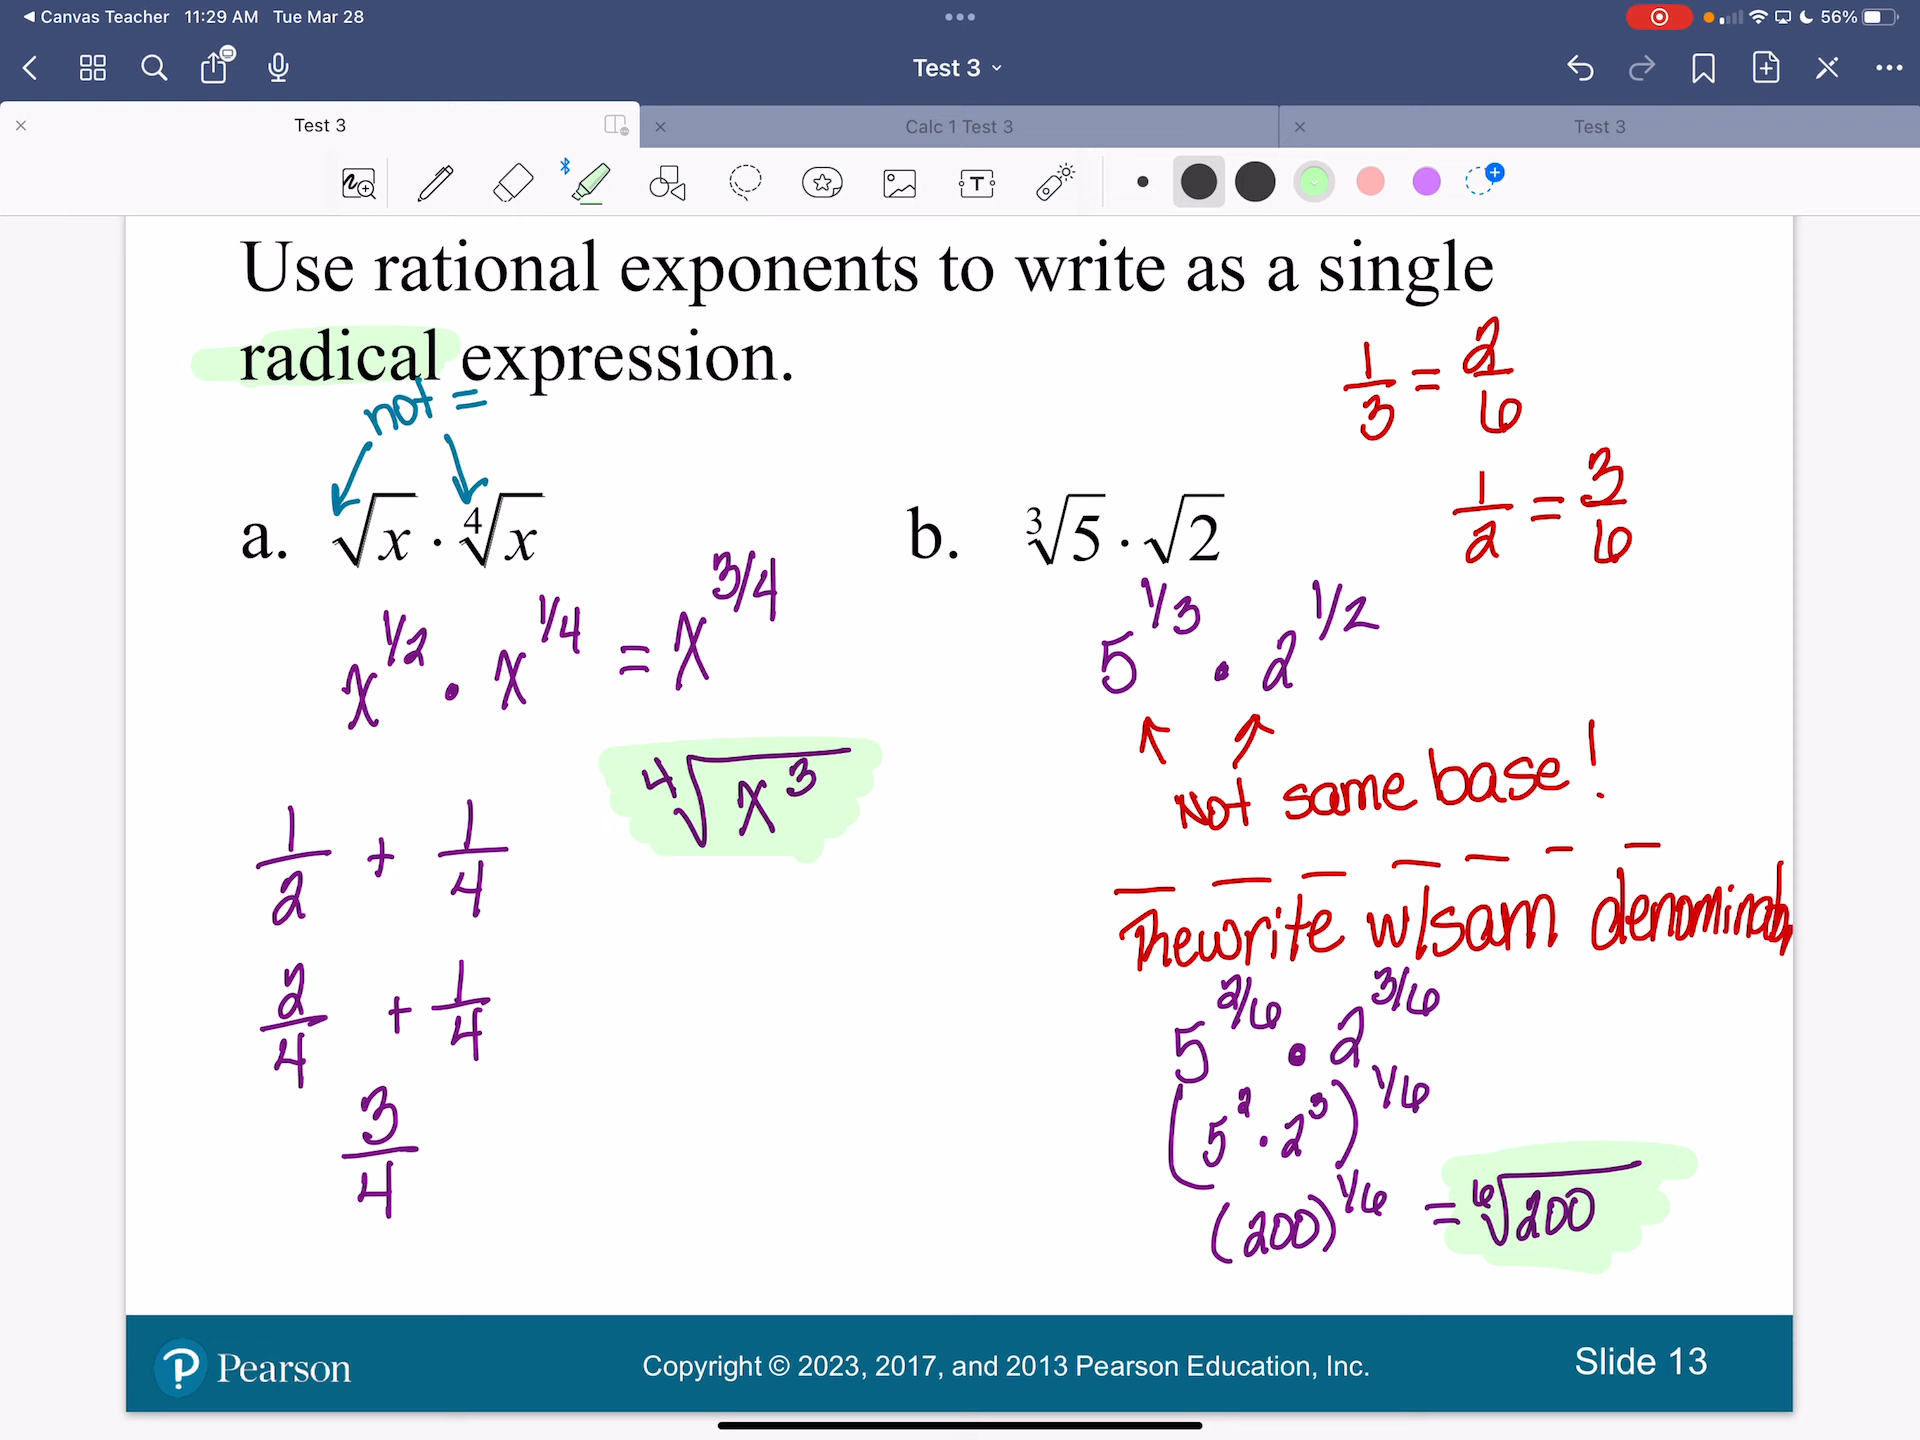 Canvas Teacher 11:29 AM Tue Mar 28
56%
Test 3
Test 3
Calc 1 Test 3
Test 3
T
Use rational exponents to write as a single
radical expression.
not =
1/3 = 2/6
1/2 = 3/6
a. √x · ⁴√x
x^1/2 · x^1/4 = x^3/4
⁴√x³
1/2 + 1/4
2/4 + 1/4
3/4
b. ³√5 · √2
5^1/3 · 2^1/2
Not same base!
Rewrite w/sam denominato
5^2/6 · 2^3/6
(5² · 2³)^1/6
(200)^1/6 = ⁶√200
Pearson
Copyright © 2023, 2017, and 2013 Pearson Education, Inc.
Slide 13